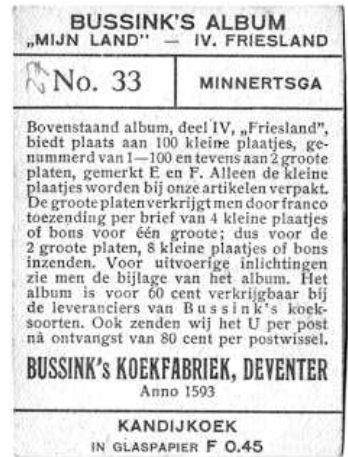 BUSSINK'S ALBUM
„MIJN LAND” — IV. FRIESLAND
No. 33
MINNERTSGA
Bovenstaand album, deel IV, „Friesland”,
biedt plaats aan 100 kleine plaatjes, ge-
nummerd van 1—100 en tevens aan 2 groote
platen, gemerkt E en F. Alleen de kleine
plaatjes worden bij onze artikelen verpakt.
De groote platen verkrijgt men door franco
toezending per brief van 4 kleine plaatjes
of bons voor één groote; dus voor de
2 groote platen, 8 kleine plaatjes of bons
inzenden. Voor uitvoerige inlichtingen
zie men de bijlage van het album. Het
album is voor 60 cent verkrijgbaar bij
de leveranciers van Bussink's koek-
soorten. Ook zenden wij het U per post
nà ontvangst van 80 cent per postwissel.
BUSSINK's KOEKFABRIEK, DEVENTER
Anno 1593
KANDIJKOEK
IN GLASPAPIER F 0.45